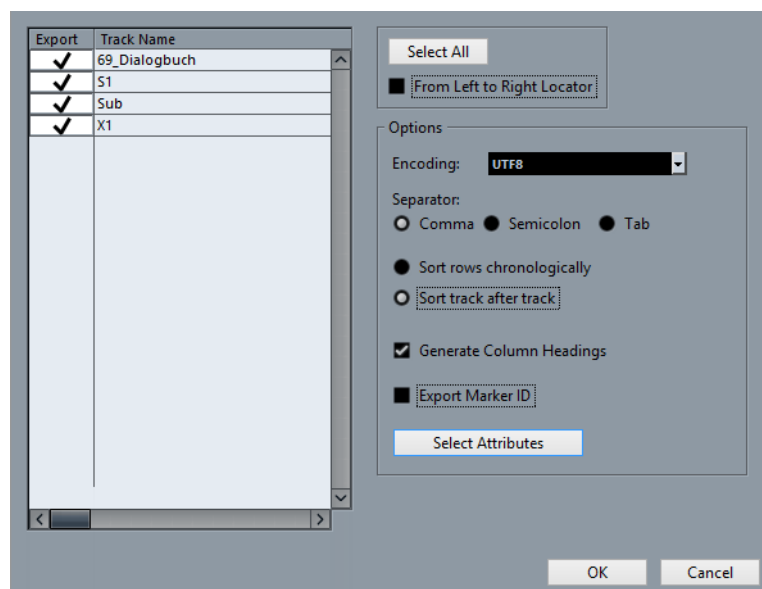 Export Track Name
69_Dialogbuch
S1
Sub
X1
Select All
From Left to Right Locator
Options
Encoding: UTF8
Separator:
Comma Semicolon Tab
Sort rows chronologically
Sort track after track
Generate Column Headings
Export Marker ID
Select Attributes
OK Cancel